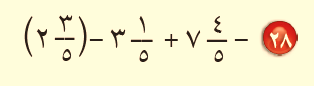 ٢٨ − ٧ ٤/٥ + ٣ ١/٥ − (٢ ٣/٥)